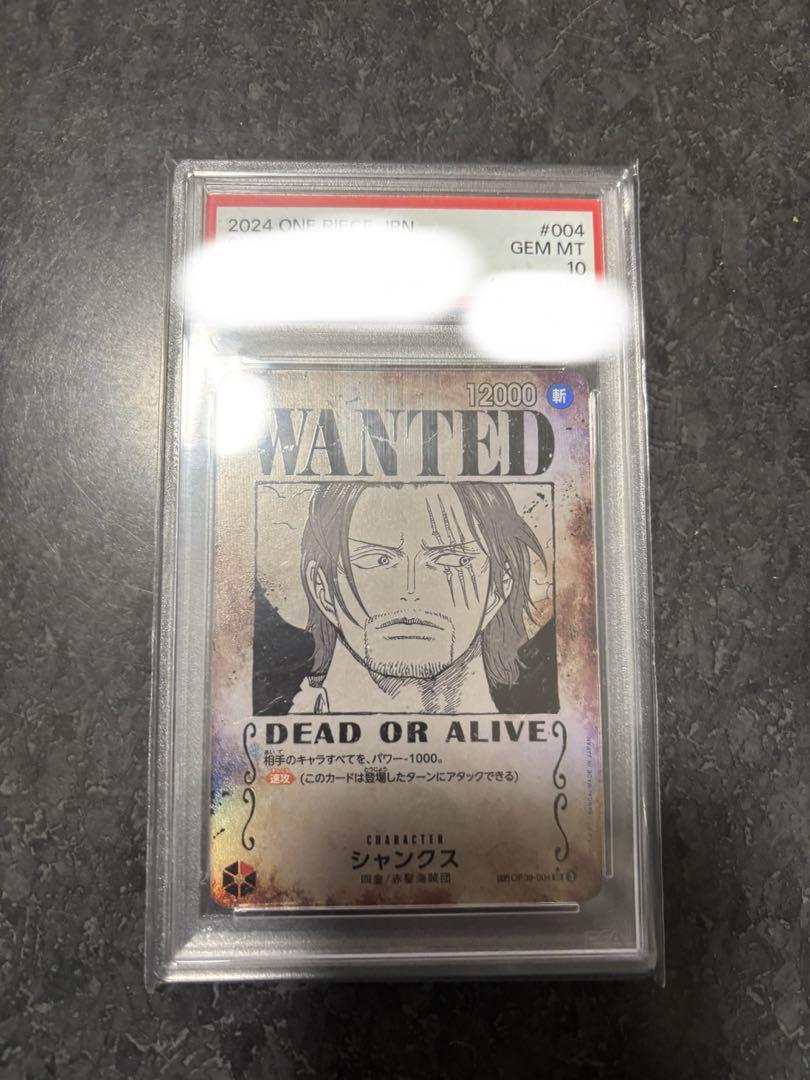 2024 ONE PIECE JPN
#004
GEM MT
10
12000 斬
WANTED
DEAD OR ALIVE
相手のキャラすべてを、パワー-1000。
速攻 (このカードは登場したターンにアタックできる)
CHARACTER
シャンクス
四皇/赤髪海賊団
MADE IN JAPAN